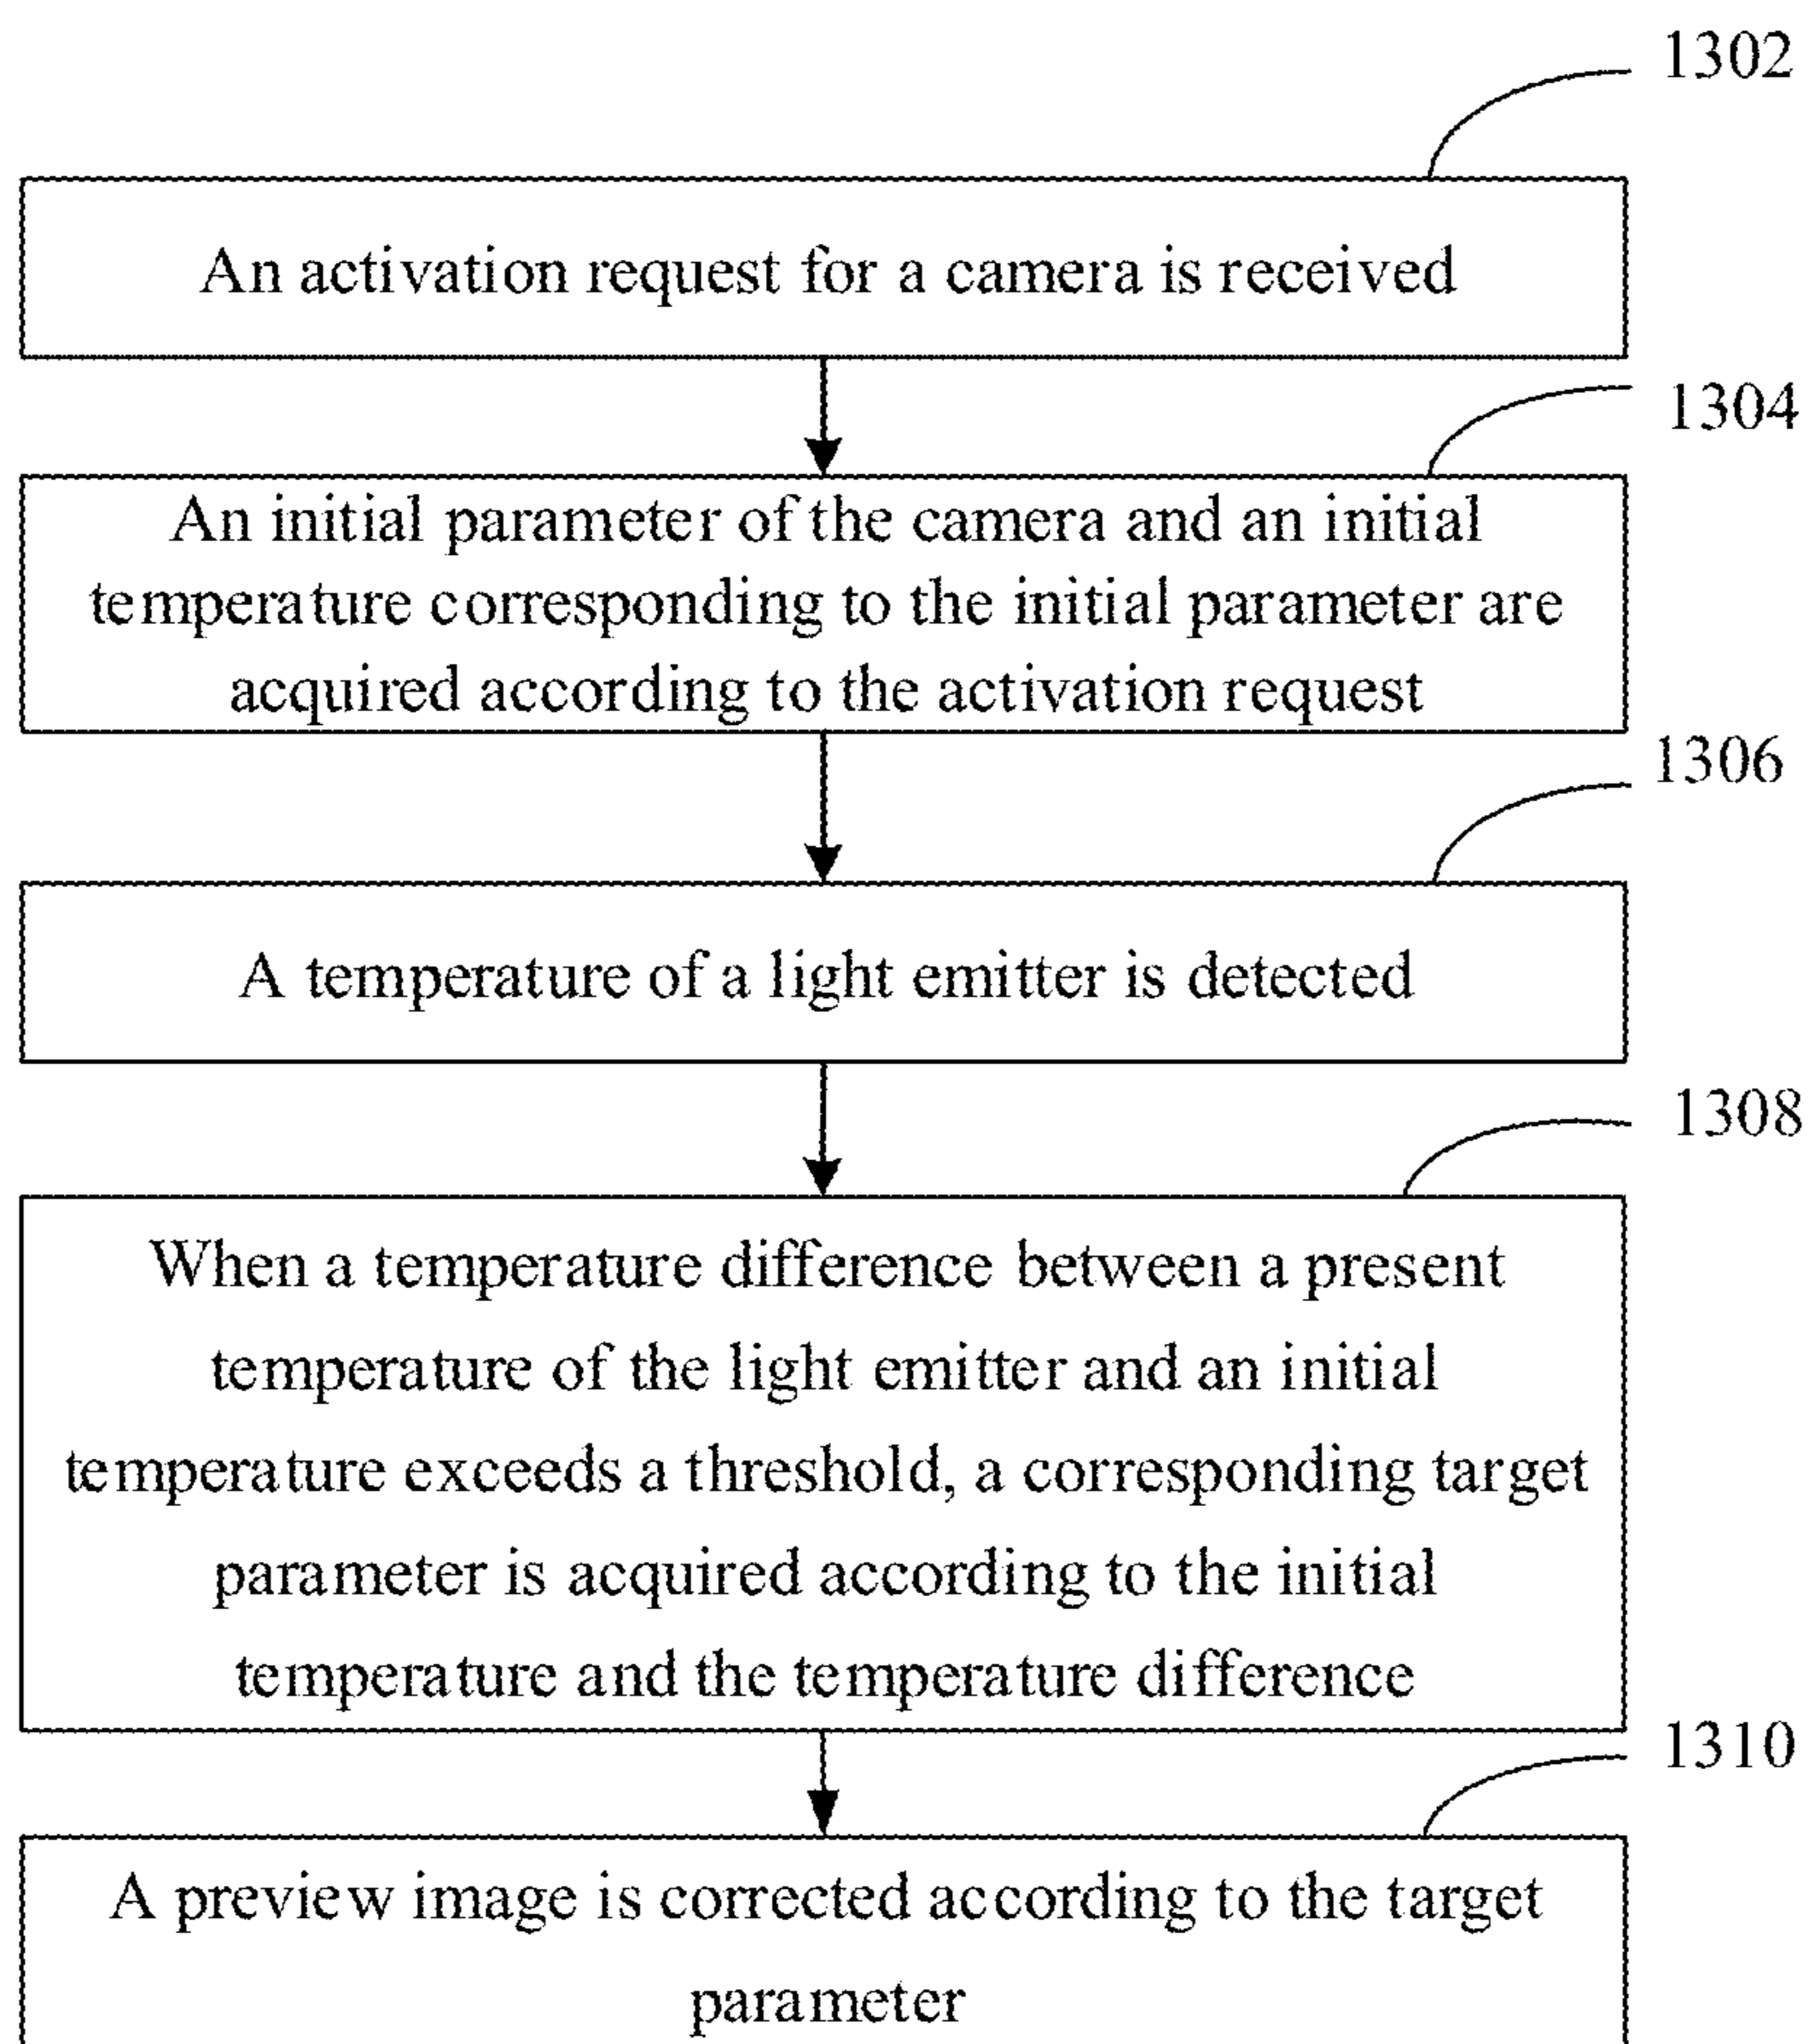 1302
An activation request for a camera is received
1304
An initial parameter of the camera and an initial
temperature corresponding to the initial parameter are
acquired according to the activation request
1306
A temperature of a light emitter is detected
1308
When a temperature difference between a present
temperature of the light emitter and an initial
temperature exceeds a threshold, a corresponding target
parameter is acquired according to the initial
temperature and the temperature difference
1310
A preview image is corrected according to the target
parameter